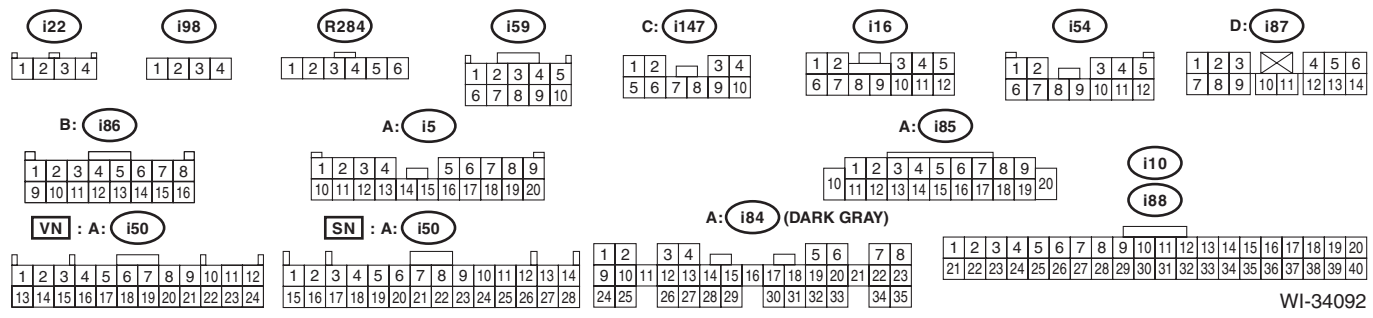 i22
1 2 3 4
i98
1 2 3 4
R284
1 2 3 4 5 6
i59
1 2 3 4 5
6 7 8 9 10
C: i147
1 2 3 4
5 6 7 8 9 10
i16
1 2 3 4 5
6 7 8 9 10 11 12
i54
1 2 3 4 5
6 7 8 9 10 11 12
D: i87
1 2 3 4 5 6
7 8 9 10 11 12 13 14
B: i86
1 2 3 4 5 6 7 8
9 10 11 12 13 14 15 16
A: i5
1 2 3 4 5 6 7 8 9
10 11 12 13 14 15 16 17 18 19 20
A: i85
1 2 3 4 5 6 7 8 9
10 11 12 13 14 15 16 17 18 19 20
i10
i88
1 2 3 4 5 6 7 8 9 10 11 12 13 14 15 16 17 18 19 20
21 22 23 24 25 26 27 28 29 30 31 32 33 34 35 36 37 38 39 40
VN : A: i50
1 2 3 4 5 6 7 8 9 10 11 12
13 14 15 16 17 18 19 20 21 22 23 24
SN : A: i50
1 2 3 4 5 6 7 8 9 10 11 12 13 14
15 16 17 18 19 20 21 22 23 24 25 26 27 28
A: i84 (DARK GRAY)
1 2 3 4 5 6 7 8
9 10 11 12 13 14 15 16 17 18 19 20 21 22 23
24 25 26 27 28 29 30 31 32 33 34 35
WI-34092